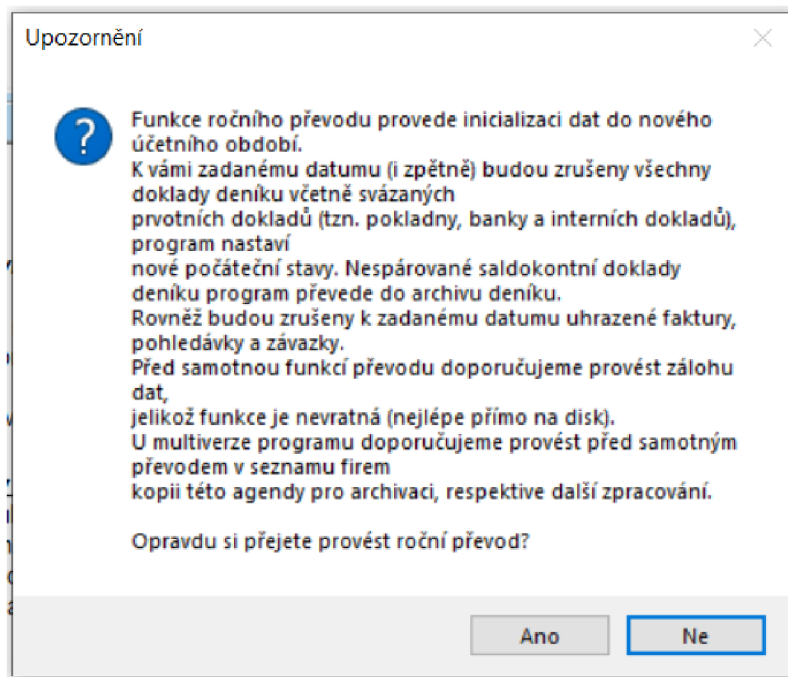 Upozornění
Funkce ročního převodu provede inicializaci dat do nového
účetního období.
K vámi zadanému datumu (i zpětně) budou zrušeny všechny
doklady deníku včetně svázaných
prvotních dokladů (tzn. pokladny, banky a interních dokladů),
program nastaví
nové počáteční stavy. Nespárované saldokontní doklady
deníku program převede do archivu deníku.
Rovněž budou zrušeny k zadanému datumu uhrazené faktury,
pohledávky a závazky.
Před samotnou funkcí převodu doporučujeme provést zálohu
dat,
jelikož funkce je nevratná (nejlépe přímo na disk).
U multiverze programu doporučujeme provést před samotným
převodem v seznamu firem
kopii této agendy pro archivaci, respektive další zpracování.
Opravdu si přejete provést roční převod?
Ano
Ne